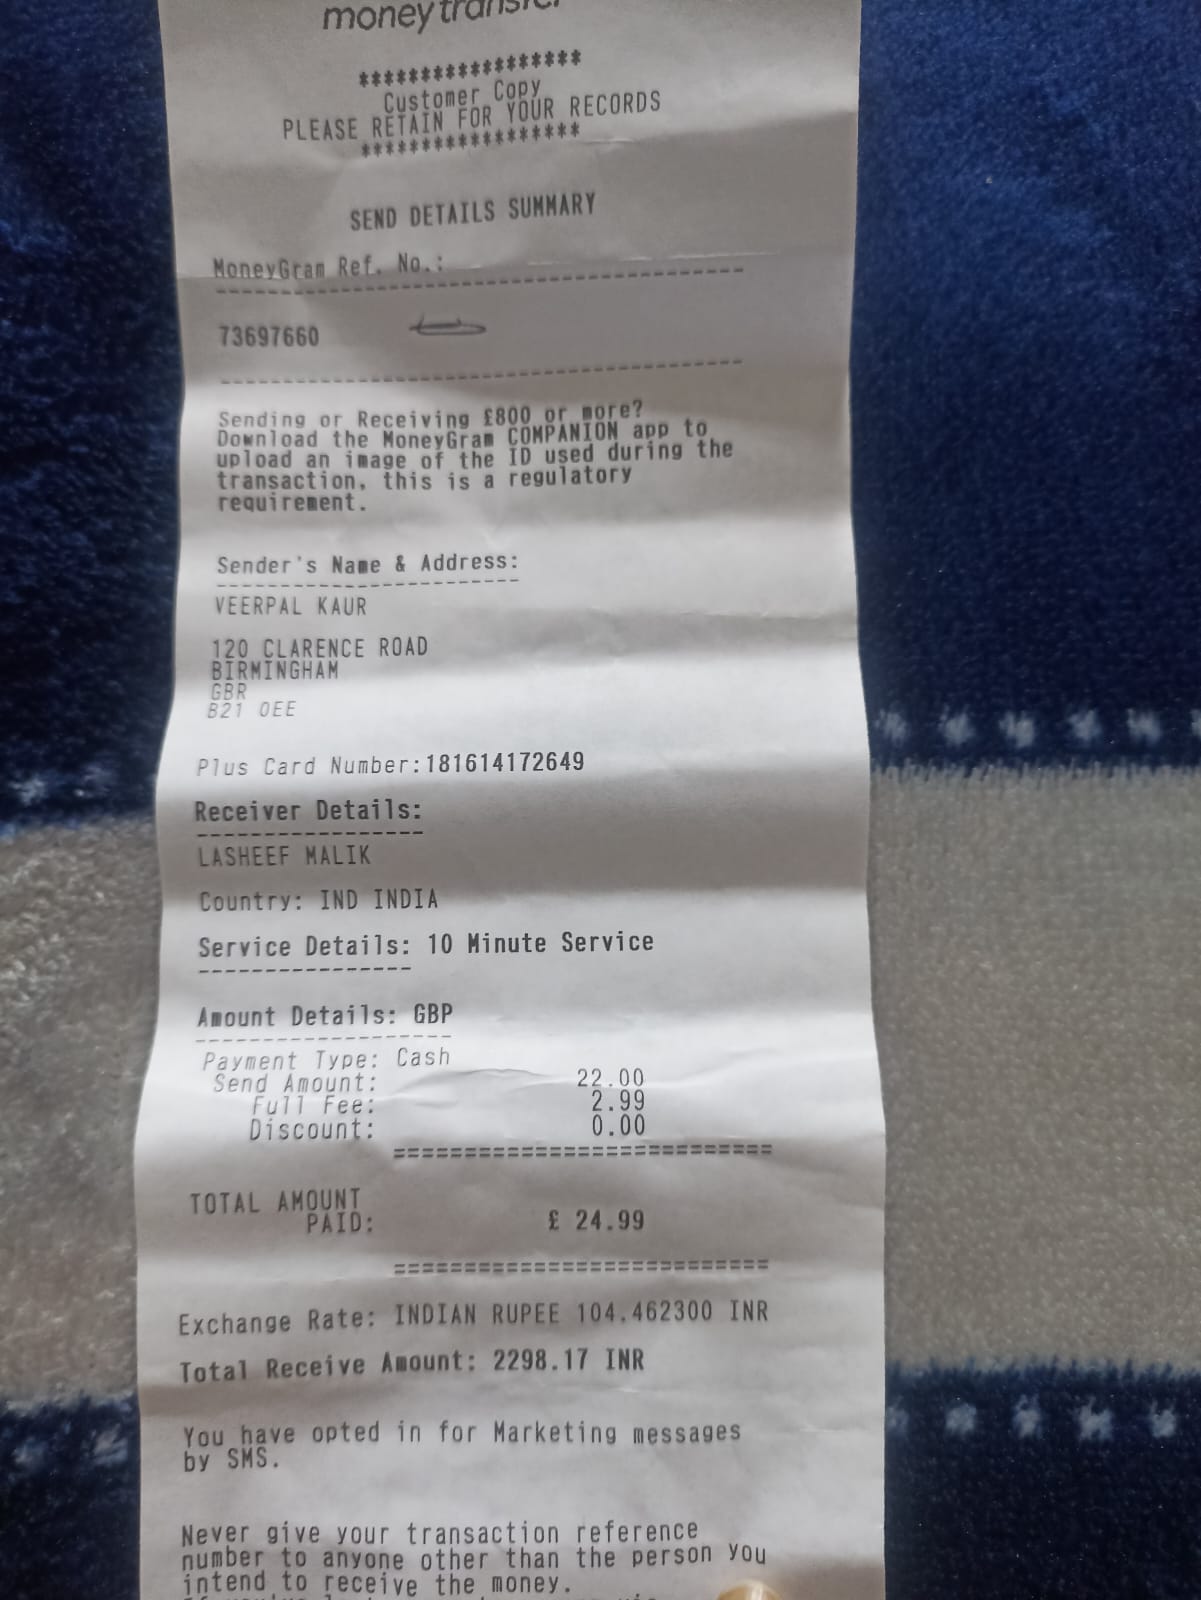 moneytransfer
******************
Customer Copy
PLEASE RETAIN FOR YOUR RECORDS
******************
SEND DETAILS SUMMARY
MoneyGram Ref. No.:
73697660
Sending or Receiving £800 or more?
Download the MoneyGram COMPANION app to
upload an image of the ID used during the
transaction, this is a regulatory
requirement.
Sender's Name & Address:
VEERPAL KAUR
120 CLARENCE ROAD
BIRMINGHAM
GBR
B21 0EE
Plus Card Number:181614172649
Receiver Details:
LASHEEF MALIK
Country: IND INDIA
Service Details: 10 Minute Service
Amount Details: GBP
Payment Type: Cash
Send Amount: 22.00
Full Fee: 2.99
Discount: 0.00
===========================
TOTAL AMOUNT
PAID: £ 24.99
===========================
Exchange Rate: INDIAN RUPEE 104.462300 INR
Total Receive Amount: 2298.17 INR
You have opted in for Marketing messages
by SMS.
Never give your transaction reference
number to anyone other than the person you
intend to receive the money.